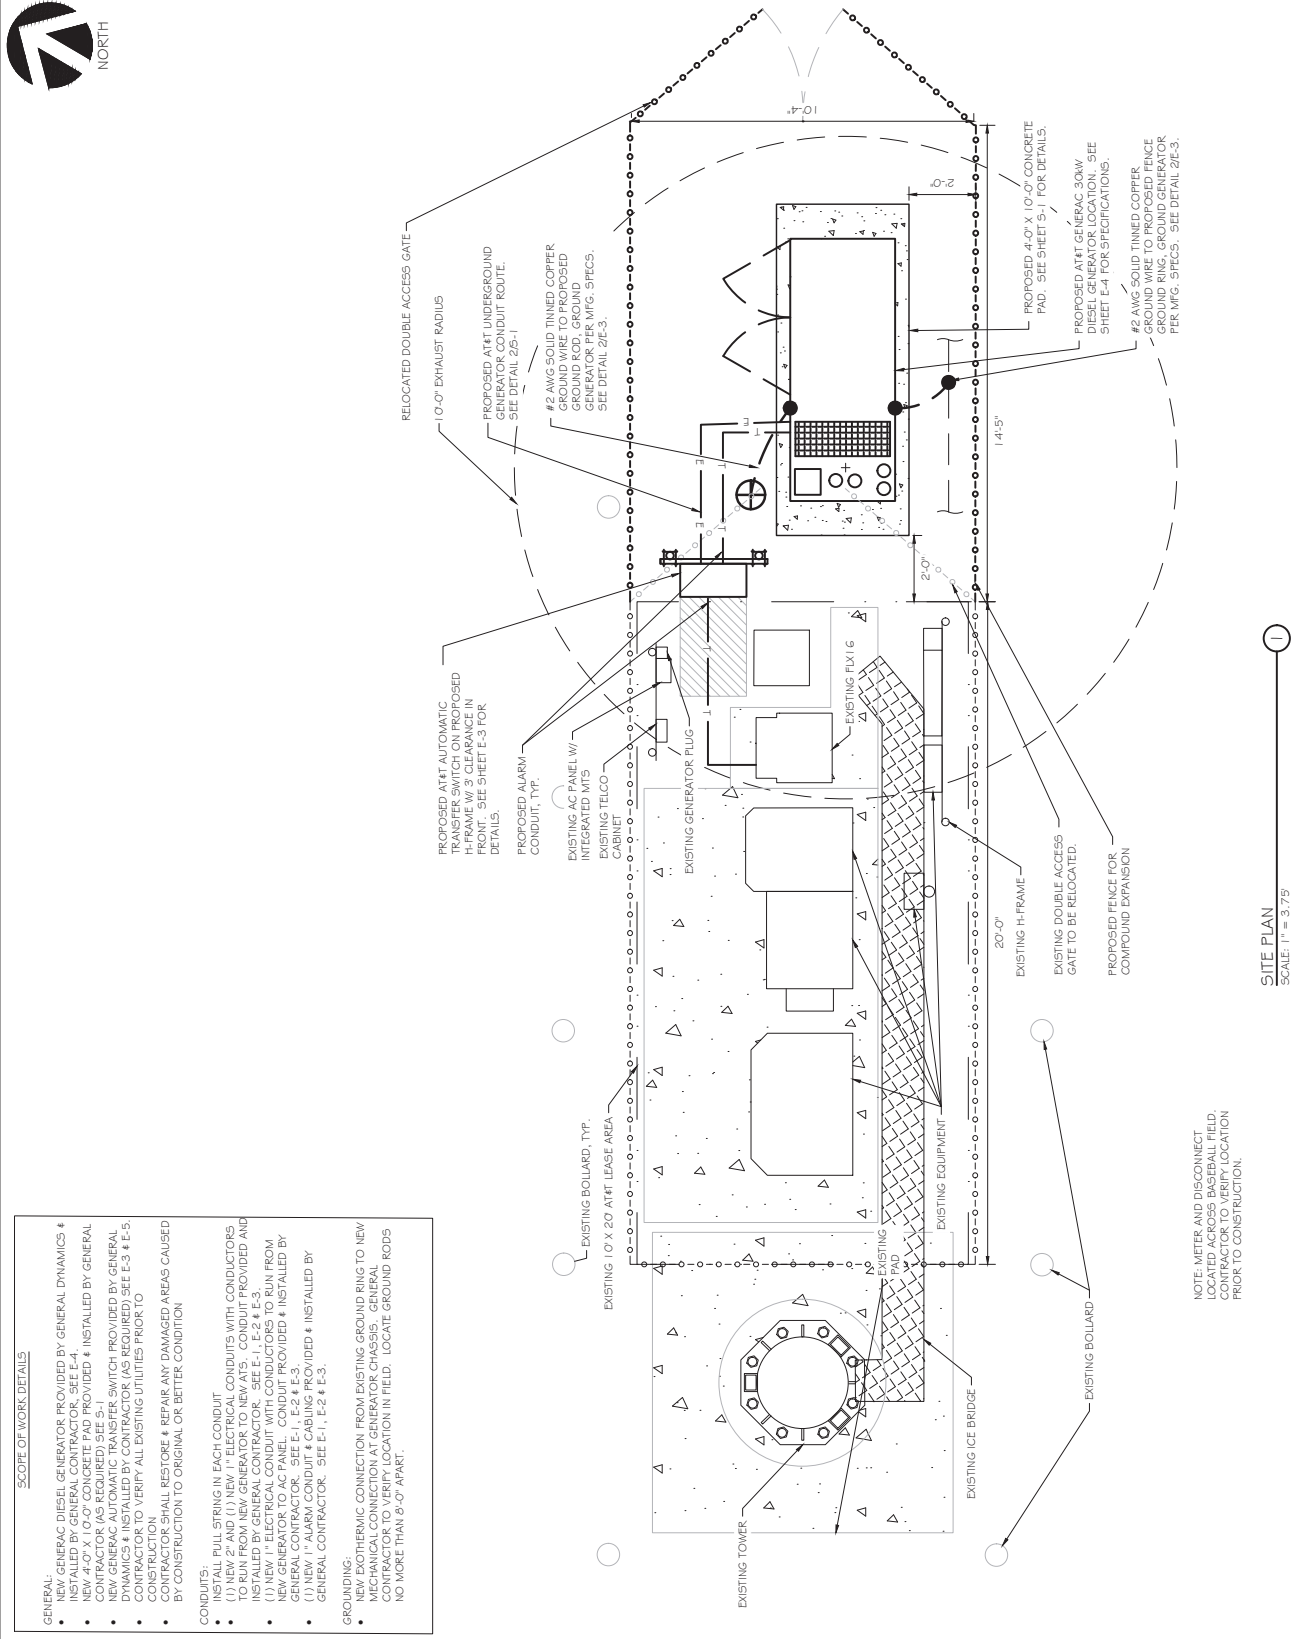 NORTH
SCOPE OF WORK DETAILS
GENERAL:
• NEW GENERAC DIESEL GENERATOR PROVIDED BY GENERAL DYNAMICS &
INSTALLED BY GENERAL CONTRACTOR, SEE E-4.
• NEW 4'-0" X 10'-0" CONCRETE PAD PROVIDED & INSTALLED BY GENERAL
CONTRACTOR (AS REQUIRED) SEE S-1
• NEW GENERAC AUTOMATIC TRANSFER SWITCH PROVIDED BY GENERAL
DYNAMICS & INSTALLED BY CONTRACTOR (AS REQUIRED) SEE E-3 & E-5.
• CONTRACTOR TO VERIFY ALL EXISTING UTILITIES PRIOR TO
CONSTRUCTION
• CONTRACTOR SHALL RESTORE & REPAIR ANY DAMAGED AREAS CAUSED
BY CONSTRUCTION TO ORIGINAL OR BETTER CONDITION
CONDUITS:
• INSTALL PULL STRING IN EACH CONDUIT
• (1) NEW 2" AND (1) NEW 1" ELECTRICAL CONDUITS WITH CONDUCTORS
TO RUN FROM NEW GENERATOR TO NEW ATS. CONDUIT PROVIDED AND
INSTALLED BY GENERAL CONTRACTOR. SEE E-1, E-2 & E-3.
• (1) NEW 1" ELECTRICAL CONDUIT WITH CONDUCTORS TO RUN FROM
NEW GENERATOR TO AC PANEL. CONDUIT PROVIDED & INSTALLED BY
GENERAL CONTRACTOR. SEE E-1, E-2 & E-3.
• (1) NEW 1" ALARM CONDUIT & CABLING PROVIDED & INSTALLED BY
GENERAL CONTRACTOR. SEE E-1, E-2 & E-3.
GROUNDING:
• NEW EXOTHERMIC CONNECTION FROM EXISTING GROUND RING TO NEW
MECHANICAL CONNECTION AT GENERATOR CHASSIS. GENERAL
CONTRACTOR TO VERIFY LOCATION IN FIELD. LOCATE GROUND RODS
NO MORE THAN 8'-0" APART.
RELOCATED DOUBLE ACCESS GATE
10'-0" EXHAUST RADIUS
PROPOSED AT&T UNDERGROUND
GENERATOR CONDUIT ROUTE.
SEE DETAIL 2/S-1
#2 AWG SOLID TINNED COPPER
GROUND WIRE TO PROPOSED
GROUND ROD, GROUND
GENERATOR PER MFG. SPECS.
SEE DETAIL 2/E-3.
PROPOSED AT&T AUTOMATIC
TRANSFER SWITCH ON PROPOSED
H-FRAME W/ 3' CLEARANCE IN
FRONT. SEE SHEET E-3 FOR
DETAILS.
PROPOSED ALARM
CONDUIT, TYP.
EXISTING AC PANEL W/
INTEGRATED MTS
EXISTING TELCO
CABINET
EXISTING GENERATOR PLUG
EXISTING FLX16
EXISTING BOLLARD, TYP.
EXISTING 10' X 20' AT&T LEASE AREA
EXISTING
PAD
EXISTING EQUIPMENT
EXISTING TOWER
EXISTING ICE BRIDGE
EXISTING BOLLARD
EXISTING H-FRAME
EXISTING DOUBLE ACCESS
GATE TO BE RELOCATED.
PROPOSED FENCE FOR
COMPOUND EXPANSION
PROPOSED 4'-0" X 10'-0" CONCRETE
PAD. SEE SHEET S-1 FOR DETAILS.
PROPOSED AT&T GENERAC 30kW
DIESEL GENERATOR LOCATION. SEE
SHEET E-4 FOR SPECIFICATIONS.
#2 AWG SOLID TINNED COPPER
GROUND WIRE TO PROPOSED FENCE
GROUND RING, GROUND GENERATOR
PER MFG. SPECS. SEE DETAIL 2/E-3.
10'-4"
2'-0"
14'-5"
2'-0"
20'-0"
E
E
E
T
T
T
T
T
NOTE: METER AND DISCONNECT
LOCATED ACROSS BASEBALL FIELD.
CONTRACTOR TO VERIFY LOCATION
PRIOR TO CONSTRUCTION.
SITE PLAN
SCALE: 1" = 3.75'
1